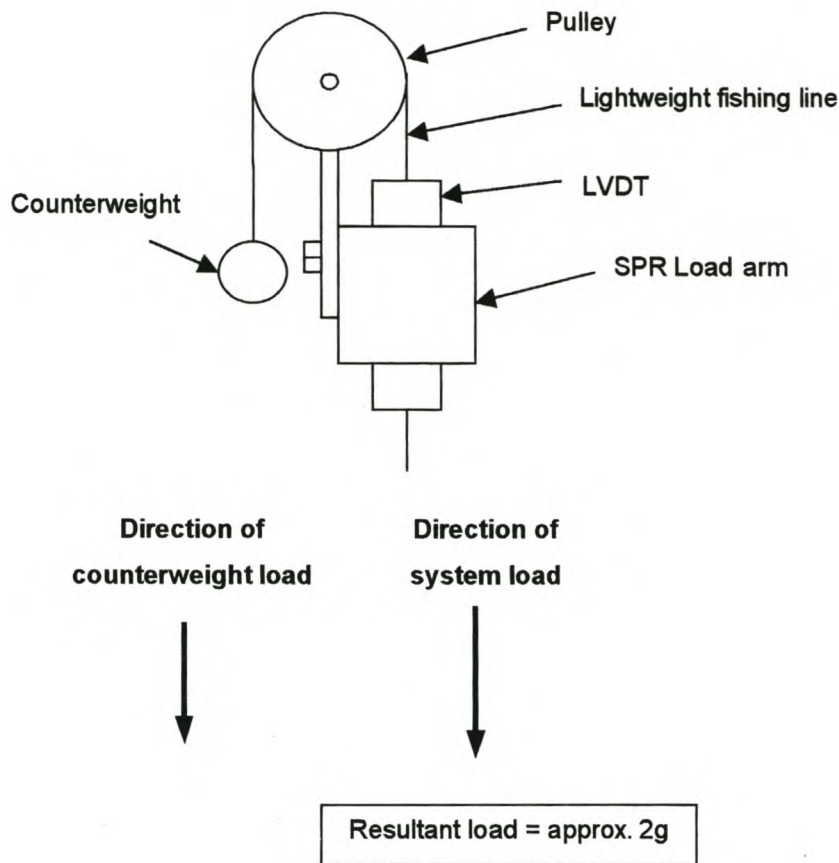 Pulley
Lightweight fishing line
LVDT
Counterweight
SPR Load arm
Direction of
counterweight load
Direction of
system load
Resultant load = approx. 2g